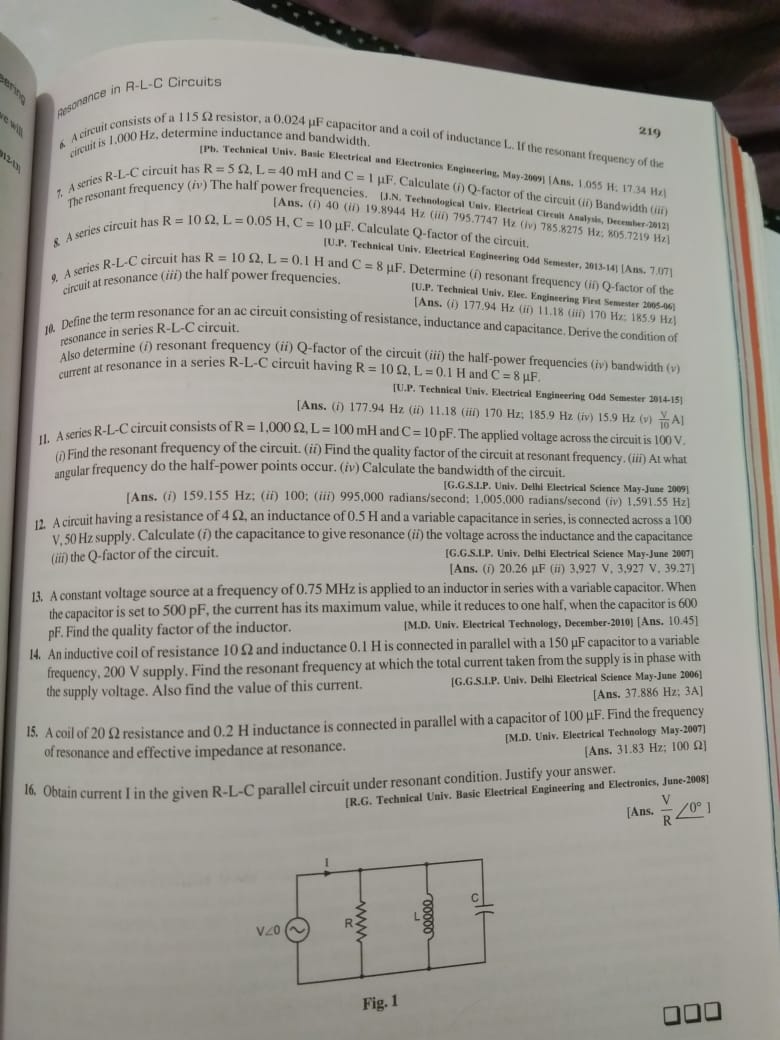 ering
ve will
012-13]
Resonance in R-L-C Circuits
219
6. A circuit consists of a 115 Ω resistor, a 0.024 µF capacitor and a coil of inductance L. If the resonant frequency of the
circuit is 1,000 Hz, determine inductance and bandwidth.
[Pb. Technical Univ. Basic Electrical and Electronics Engineering, May-2009] [Ans. 1.055 H; 17.34 Hz]
7. A series R-L-C circuit has R = 5 Ω, L = 40 mH and C = 1 µF. Calculate (i) Q-factor of the circuit (ii) Bandwidth (iii)
The resonant frequency (iv) The half power frequencies. [J.N. Technological Univ. Electrical Circuit Analysis, December-2012]
[Ans. (i) 40 (ii) 19.8944 Hz (iii) 795.7747 Hz (iv) 785.8275 Hz; 805.7219 Hz]
8. A series circuit has R = 10 Ω, L = 0.05 H, C = 10 µF. Calculate Q-factor of the circuit.
[U.P. Technical Univ. Electrical Engineering Odd Semester, 2013-14] [Ans. 7.07]
9. A series R-L-C circuit has R = 10 Ω, L = 0.1 H and C = 8 µF. Determine (i) resonant frequency (ii) Q-factor of the
circuit at resonance (iii) the half power frequencies.
[U.P. Technical Univ. Elec. Engineering First Semester 2005-06]
[Ans. (i) 177.94 Hz (ii) 11.18 (iii) 170 Hz; 185.9 Hz]
10. Define the term resonance for an ac circuit consisting of resistance, inductance and capacitance. Derive the condition of
resonance in series R-L-C circuit.
Also determine (i) resonant frequency (ii) Q-factor of the circuit (iii) the half-power frequencies (iv) bandwidth (v)
current at resonance in a series R-L-C circuit having R = 10 Ω, L = 0.1 H and C = 8 µF.
[U.P. Technical Univ. Electrical Engineering Odd Semester 2014-15]
[Ans. (i) 177.94 Hz (ii) 11.18 (iii) 170 Hz; 185.9 Hz (iv) 15.9 Hz (v) V/10 A]
11. A series R-L-C circuit consists of R = 1,000 Ω, L = 100 mH and C = 10 pF. The applied voltage across the circuit is 100 V.
(i) Find the resonant frequency of the circuit. (ii) Find the quality factor of the circuit at resonant frequency. (iii) At what
angular frequency do the half-power points occur. (iv) Calculate the bandwidth of the circuit.
[G.G.S.I.P. Univ. Delhi Electrical Science May-June 2009]
[Ans. (i) 159.155 Hz; (ii) 100; (iii) 995,000 radians/second; 1,005,000 radians/second (iv) 1,591.55 Hz]
12. A circuit having a resistance of 4 Ω, an inductance of 0.5 H and a variable capacitance in series, is connected across a 100
V, 50 Hz supply. Calculate (i) the capacitance to give resonance (ii) the voltage across the inductance and the capacitance
(iii) the Q-factor of the circuit.
[G.G.S.I.P. Univ. Delhi Electrical Science May-June 2007]
[Ans. (i) 20.26 µF (ii) 3,927 V, 3,927 V, 39.27]
13. A constant voltage source at a frequency of 0.75 MHz is applied to an inductor in series with a variable capacitor. When
the capacitor is set to 500 pF, the current has its maximum value, while it reduces to one half, when the capacitor is 600
pF. Find the quality factor of the inductor. [M.D. Univ. Electrical Technology, December-2010] [Ans. 10.45]
14. An inductive coil of resistance 10 Ω and inductance 0.1 H is connected in parallel with a 150 µF capacitor to a variable
frequency, 200 V supply. Find the resonant frequency at which the total current taken from the supply is in phase with
the supply voltage. Also find the value of this current. [G.G.S.I.P. Univ. Delhi Electrical Science May-June 2006]
[Ans. 37.886 Hz; 3A]
15. A coil of 20 Ω resistance and 0.2 H inductance is connected in parallel with a capacitor of 100 µF. Find the frequency
of resonance and effective impedance at resonance. [M.D. Univ. Electrical Technology May-2007]
[Ans. 31.83 Hz; 100 Ω]
16. Obtain current I in the given R-L-C parallel circuit under resonant condition. Justify your answer.
[R.G. Technical Univ. Basic Electrical Engineering and Electronics, June-2008]
[Ans. V/R ∠0° ]
I
V∠0
R
L
C
Fig. 1